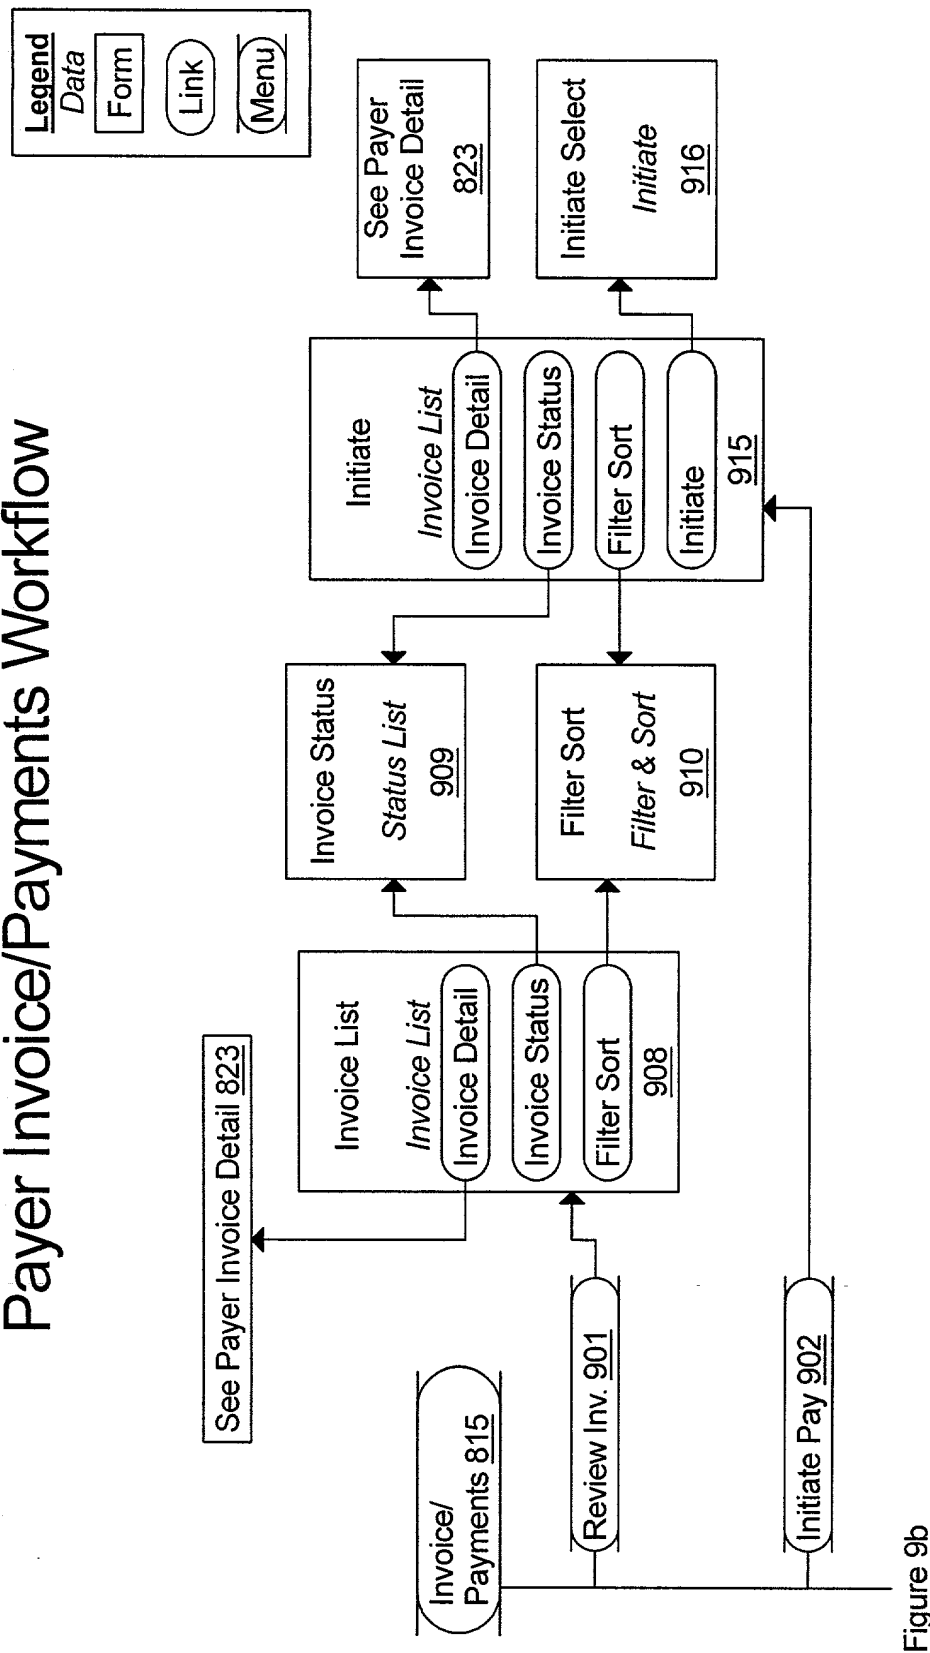 Payer Invoice/Payments Workflow
Legend
Data
Form
Link
Menu
See Payer Invoice Detail 823
Invoice/
Payments 815
Review Inv. 901
Initiate Pay 902
Invoice List
Invoice List
Invoice Detail
Invoice Status
Filter Sort
908
Invoice Status
Status List
909
Filter Sort
Filter & Sort
910
Initiate
Invoice List
Invoice Detail
Invoice Status
Filter Sort
Initiate
915
See Payer
Invoice Detail
823
Initiate Select
Initiate
916
Figure 9b